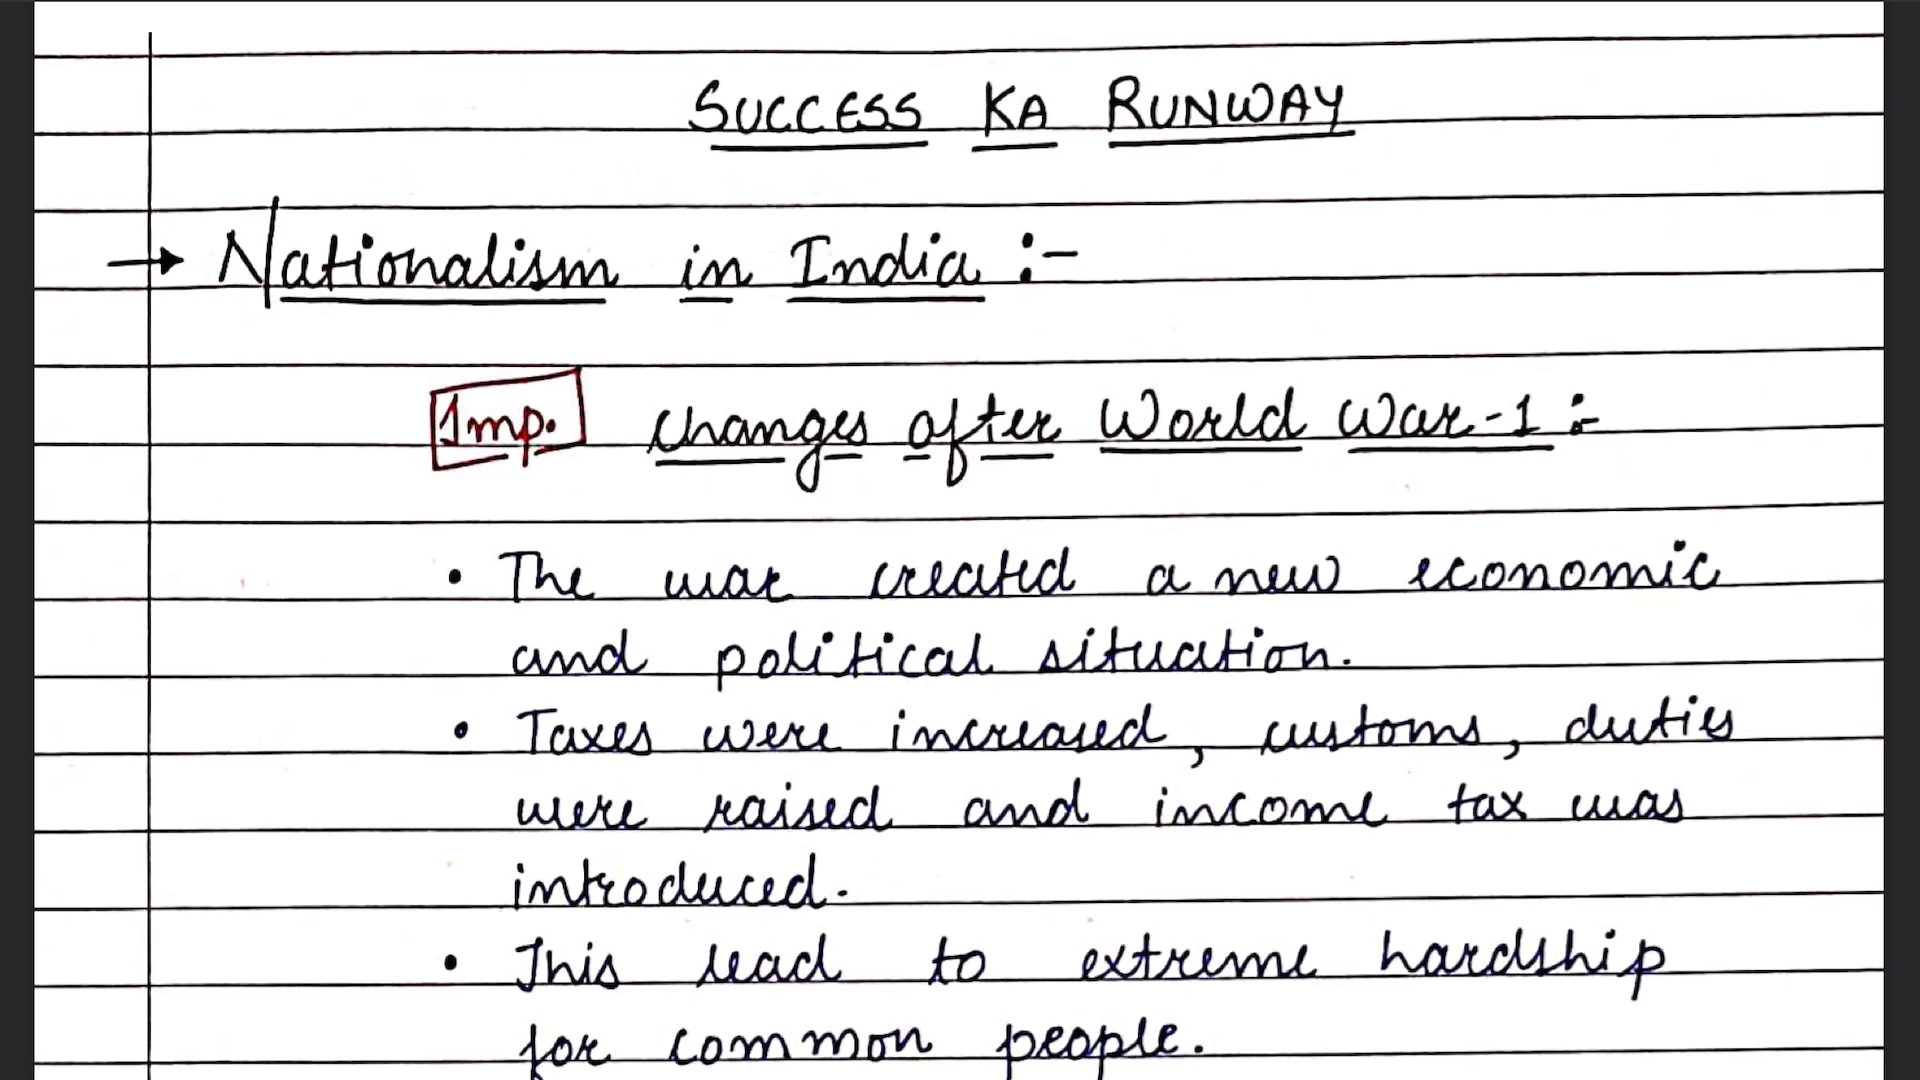 SUCCESS KA RUNWAY
→ Nationalism in India :-
Imp. Changes after World War-1 :-
• The war created a new economic
and political situation.
• Taxes were increased, customs, duties
were raised and income tax was
introduced.
• This lead to extreme hardship
for common people.